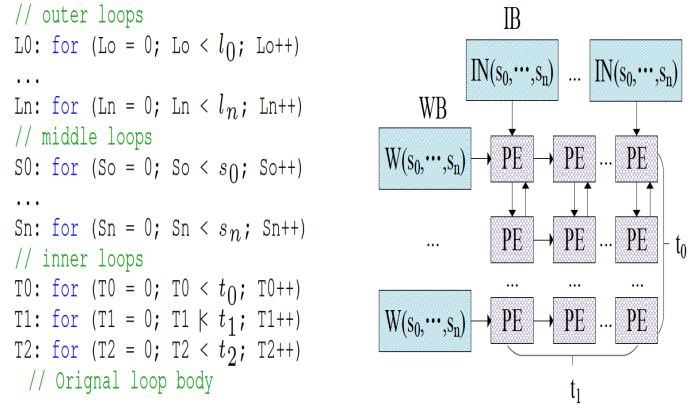 // outer loops
L0: for (Lo = 0; Lo < l0; Lo++)
...
Ln: for (Ln = 0; Ln < ln; Ln++)
// middle loops
S0: for (So = 0; So < s0; So++)
...
Sn: for (Sn = 0; Sn < sn; Sn++)
// inner loops
T0: for (T0 = 0; T0 < t0; T0++)
T1: for (T1 = 0; T1 < t1; T1++)
T2: for (T2 = 0; T2 < t2; T2++)
// Orignal loop body
IB
IN(s0,⋯,sn) ... IN(s0,⋯,sn)
WB
W(s0,⋯,sn) PE PE ... PE
... PE PE ... PE
t0
... ...
W(s0,⋯,sn) PE PE ... PE
t1